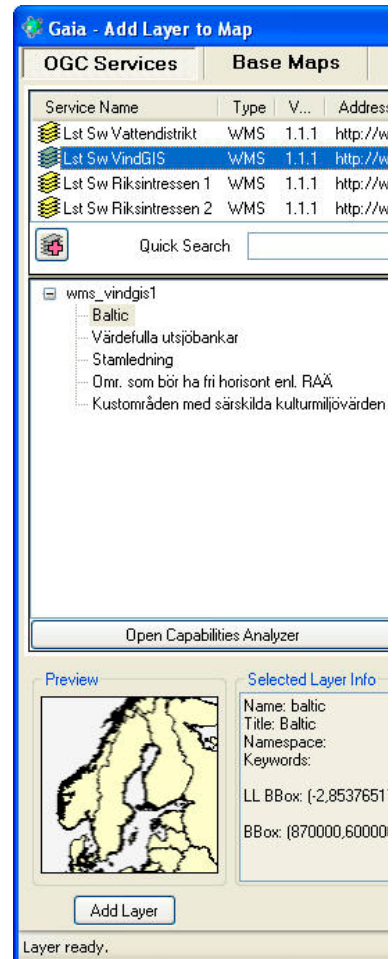 Gaia - Add Layer to Map
OGC Services Base Maps
Service Name Type V... Address
Lst Sw Vattendistrikt WMS 1.1.1 http://w
Lst Sw VindGIS WMS 1.1.1 http://w
Lst Sw Riksintressen 1 WMS 1.1.1 http://w
Lst Sw Riksintressen 2 WMS 1.1.1 http://w
Quick Search
wms_vindgis1
Baltic
Värdefulla utsjöbankar
Stamledning
Omr. som bör ha fri horisont enl. RAÄ
Kustområden med särskilda kulturmiljövärden
Open Capabilities Analyzer
Preview
Selected Layer Info
Name: baltic
Title: Baltic
Namespace:
Keywords:
LL BBox: (-2,8537651
BBox: (870000,600000
Add Layer
Layer ready.